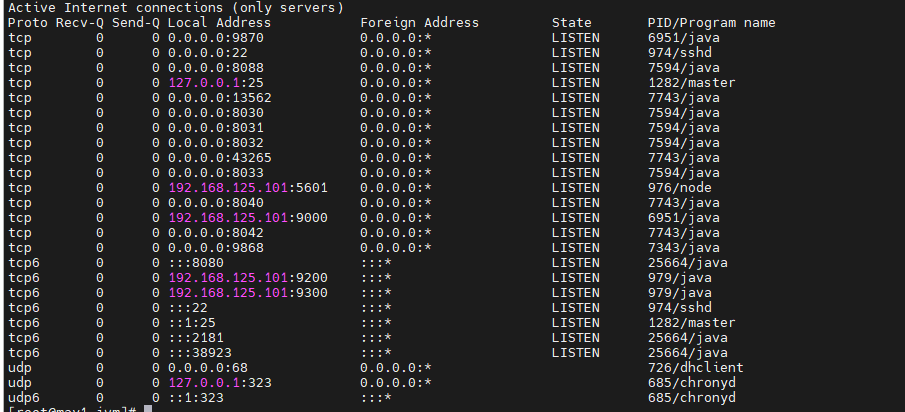 Active Internet connections (only servers)
Proto Recv-Q Send-Q Local Address           Foreign Address         State       PID/Program name
tcp        0      0 0.0.0.0:9870            0.0.0.0:*               LISTEN      6951/java
tcp        0      0 0.0.0.0:22              0.0.0.0:*               LISTEN      974/sshd
tcp        0      0 0.0.0.0:8088            0.0.0.0:*               LISTEN      7594/java
tcp        0      0 127.0.0.1:25            0.0.0.0:*               LISTEN      1282/master
tcp        0      0 0.0.0.0:13562           0.0.0.0:*               LISTEN      7743/java
tcp        0      0 0.0.0.0:8030            0.0.0.0:*               LISTEN      7594/java
tcp        0      0 0.0.0.0:8031            0.0.0.0:*               LISTEN      7594/java
tcp        0      0 0.0.0.0:8032            0.0.0.0:*               LISTEN      7594/java
tcp        0      0 0.0.0.0:43265           0.0.0.0:*               LISTEN      7743/java
tcp        0      0 0.0.0.0:8033            0.0.0.0:*               LISTEN      7594/java
tcp        0      0 192.168.125.101:5601    0.0.0.0:*               LISTEN      976/node
tcp        0      0 0.0.0.0:8040            0.0.0.0:*               LISTEN      7743/java
tcp        0      0 192.168.125.101:9000    0.0.0.0:*               LISTEN      6951/java
tcp        0      0 0.0.0.0:8042            0.0.0.0:*               LISTEN      7743/java
tcp        0      0 0.0.0.0:9868            0.0.0.0:*               LISTEN      7343/java
tcp6       0      0 :::8080                 :::*                    LISTEN      25664/java
tcp6       0      0 192.168.125.101:9200    :::*                    LISTEN      979/java
tcp6       0      0 192.168.125.101:9300    :::*                    LISTEN      979/java
tcp6       0      0 :::22                   :::*                    LISTEN      974/sshd
tcp6       0      0 ::1:25                  :::*                    LISTEN      1282/master
tcp6       0      0 :::2181                 :::*                    LISTEN      25664/java
tcp6       0      0 :::38923                :::*                    LISTEN      25664/java
udp        0      0 0.0.0.0:68              0.0.0.0:*                           726/dhclient
udp        0      0 127.0.0.1:323           0.0.0.0:*                           685/chronyd
udp6       0      0 ::1:323                 :::*                                685/chronyd